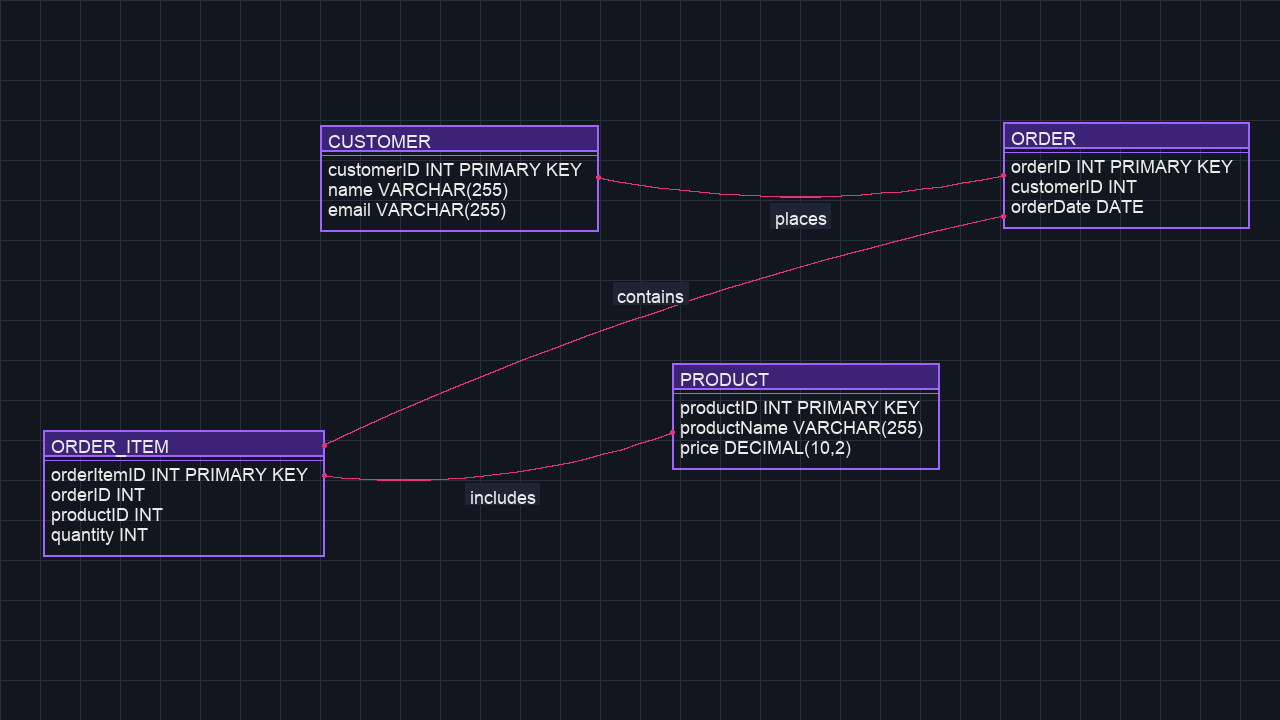 CUSTOMER
customerID INT PRIMARY KEY
name VARCHAR(255)
email VARCHAR(255)
ORDER
orderID INT PRIMARY KEY
customerID INT
orderDate DATE
places
contains
PRODUCT
productID INT PRIMARY KEY
productName VARCHAR(255)
price DECIMAL(10,2)
ORDER_ITEM
orderItemID INT PRIMARY KEY
orderID INT
productID INT
quantity INT
includes